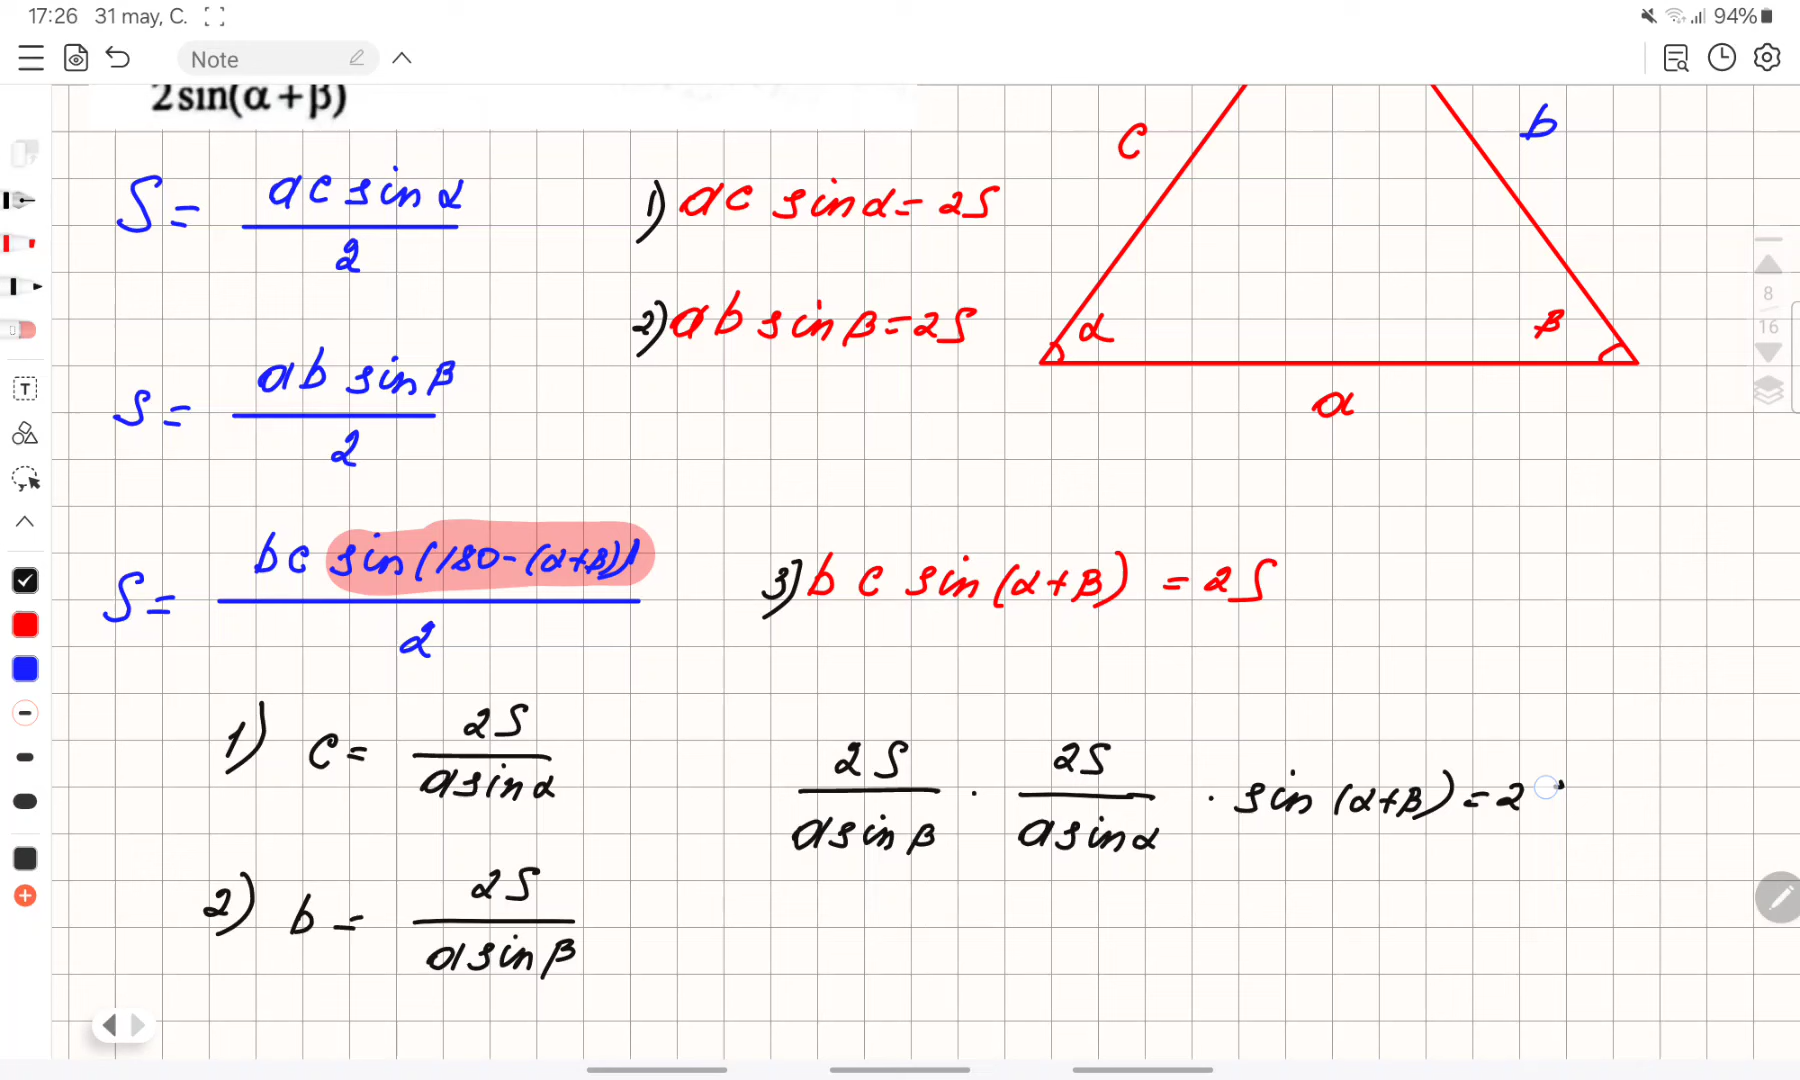 17:26 31 may, C. 94%
Note
2sin(α+β)
S = ac sin α / 2
1) ac sin α = 2S
c
b
S = ab sin β / 2
2) ab sin β = 2S
α
β
a
S = bc sin(180-(α+β)) / 2
3) b c sin(α+β) = 2S
1) c = 2S / a sin α
2S / a sin β · 2S / a sin α · sin(α+β) = 2
2) b = 2S / a sin β
8
16
T